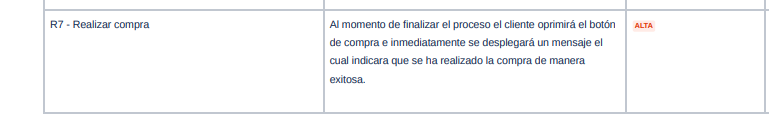 R7 - Realizar compra
Al momento de finalizar el proceso el cliente oprimirá el botón
de compra e inmediatamente se desplegará un mensaje el
cual indicara que se ha realizado la compra de manera
exitosa.
ALTA